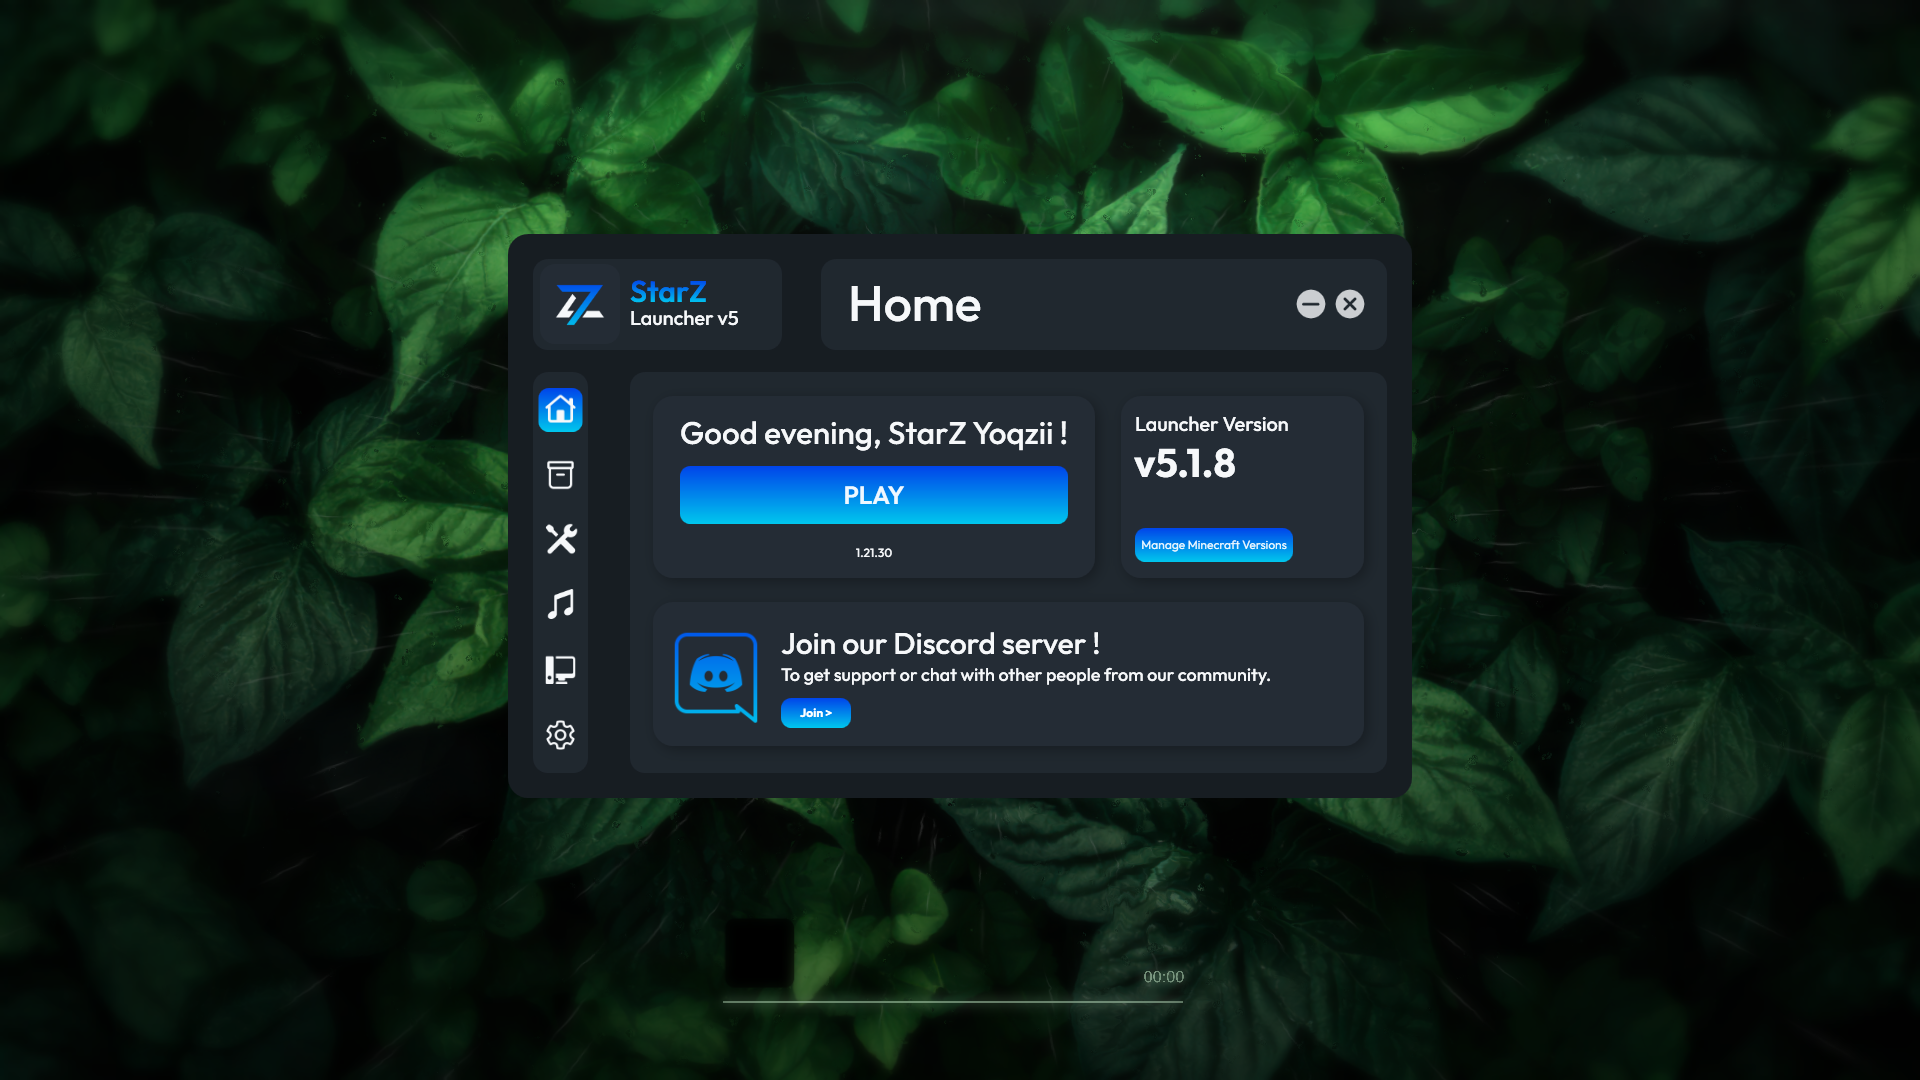 StarZ
Launcher v5
Home
Good evening, StarZ Yoqzii !
PLAY
1.21.30
Launcher Version
v5.1.8
Manage Minecraft Versions
Join our Discord server !
To get support or chat with other people from our community.
Join >
00:00